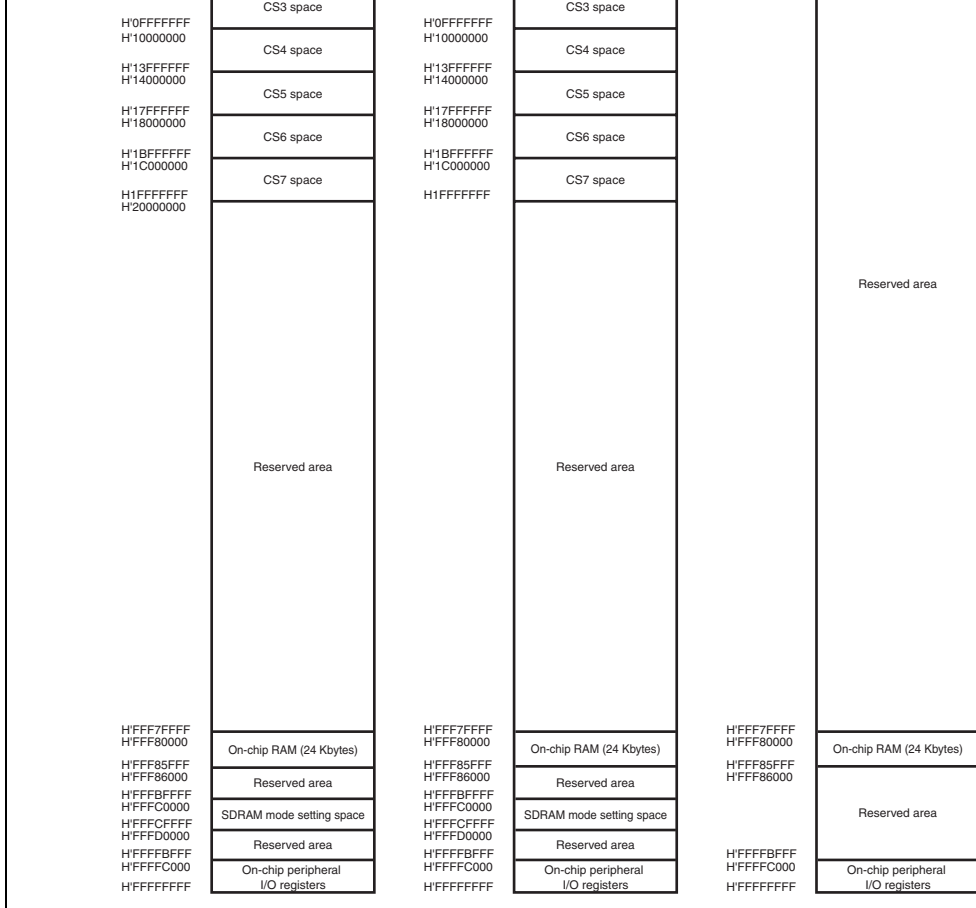 CS3 space
H'0FFFFFFF
H'10000000
CS4 space
H'13FFFFFF
H'14000000
CS5 space
H'17FFFFFF
H'18000000
CS6 space
H'1BFFFFFF
H'1C000000
CS7 space
H1FFFFFFF
H'20000000
Reserved area
H'FFF7FFFF
H'FFF80000
On-chip RAM (24 Kbytes)
H'FFF85FFF
H'FFF86000
Reserved area
H'FFFBFFFF
H'FFFC0000
SDRAM mode setting space
H'FFFCFFFF
H'FFFD0000
Reserved area
H'FFFFBFFF
H'FFFFC000
On-chip peripheral
I/O registers
H'FFFFFFFF
CS3 space
H'0FFFFFFF
H'10000000
CS4 space
H'13FFFFFF
H'14000000
CS5 space
H'17FFFFFF
H'18000000
CS6 space
H'1BFFFFFF
H'1C000000
CS7 space
H1FFFFFFF
Reserved area
H'FFF7FFFF
H'FFF80000
On-chip RAM (24 Kbytes)
H'FFF85FFF
H'FFF86000
Reserved area
H'FFFBFFFF
H'FFFC0000
SDRAM mode setting space
H'FFFCFFFF
H'FFFD0000
Reserved area
H'FFFFBFFF
H'FFFFC000
On-chip peripheral
I/O registers
H'FFFFFFFF
Reserved area
H'FFF7FFFF
H'FFF80000
On-chip RAM (24 Kbytes)
H'FFF85FFF
H'FFF86000
Reserved area
H'FFFFBFFF
H'FFFFC000
On-chip peripheral
I/O registers
H'FFFFFFFF